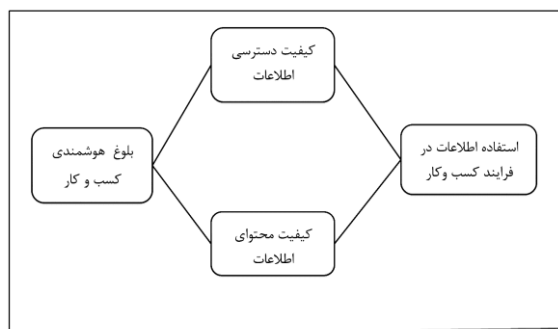 کیفیت دسترسی
اطلاعات
استفاده اطلاعات در
فرایند کسب وکار
بلوغ هوشمندی
کسب و کار
کیفیت محتوای
اطلاعات